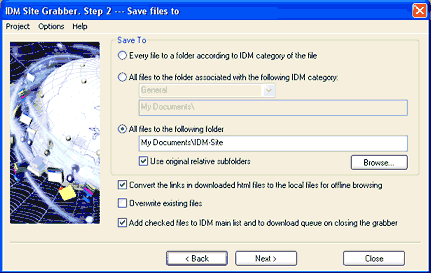 IDM Site Grabber. Step 2 --- Save files to
Project Options Help
Save To
Every file to a folder according to IDM category of the file
All files to the folder associated with the following IDM category:
General
My Documents\
All files to the following folder
My Documents\IDM-Site
Use original relative subfolders
Browse...
Convert the links in downloaded html files to the local files for offline browsing
Overwrite existing files
Add checked files to IDM main list and to download queue on closing the grabber
< Back Next > Close